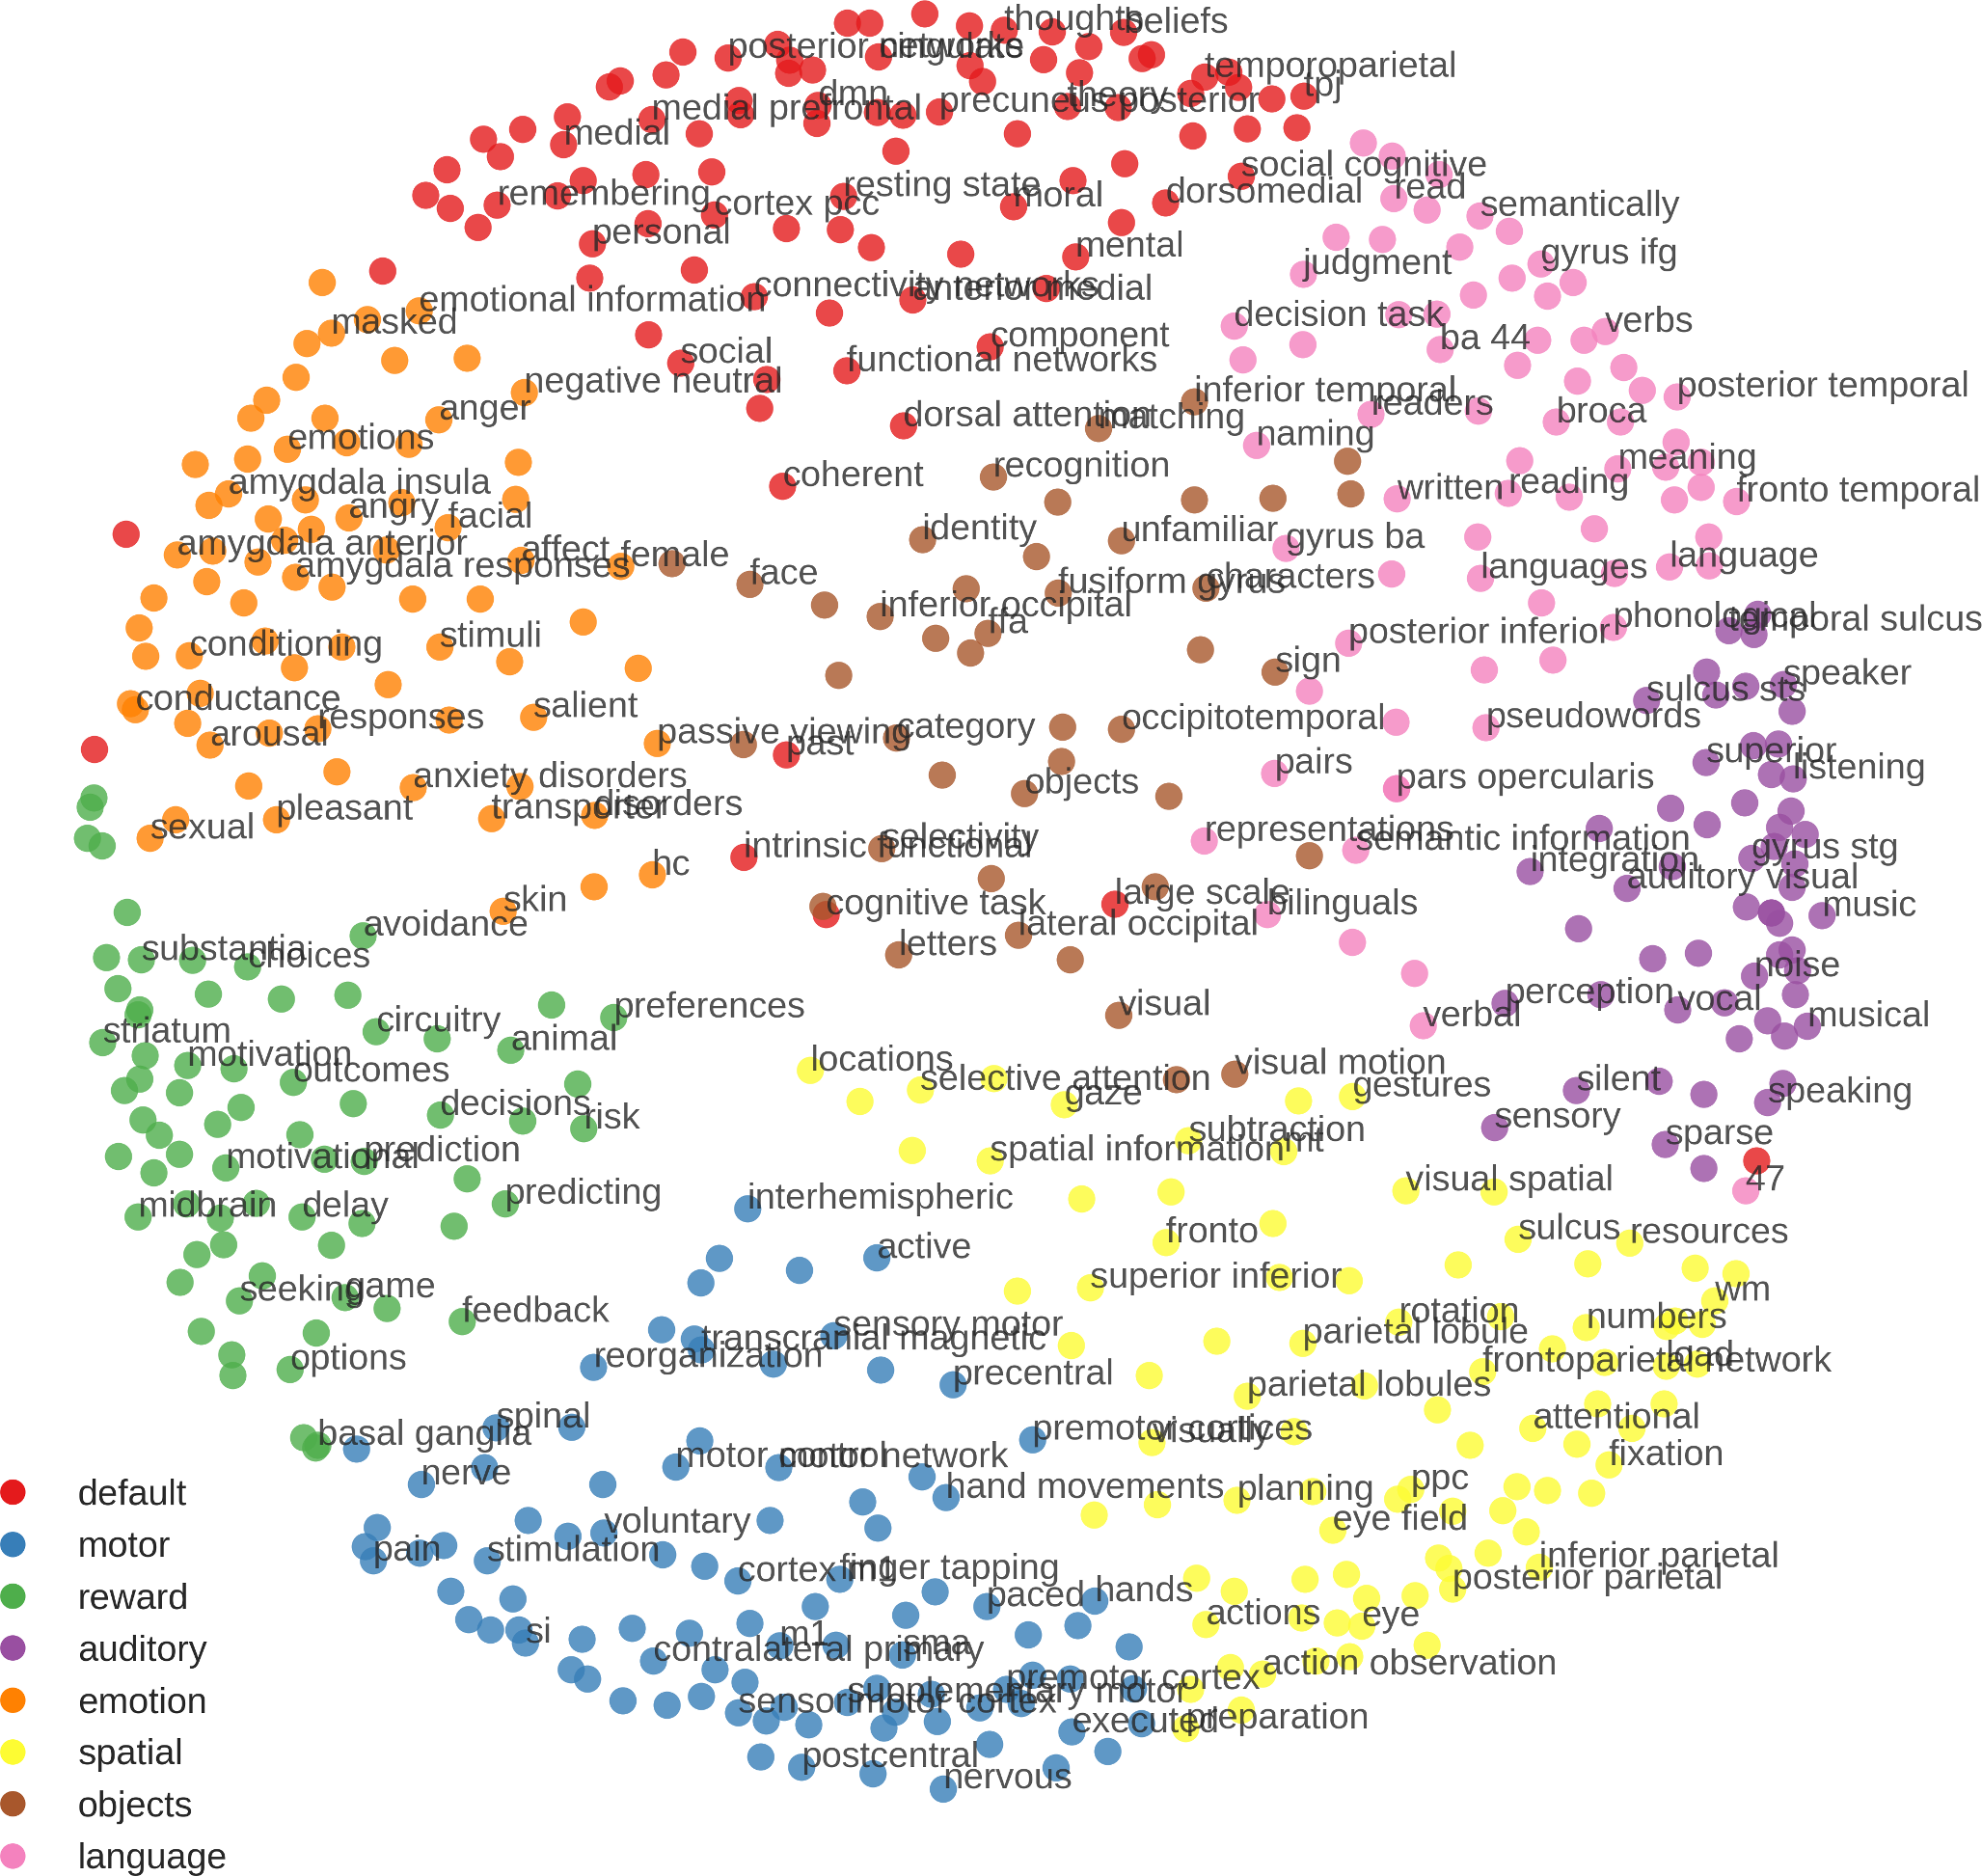 thoughts
beliefs
posterior cingulate
networks
temporoparietal
tpj
dmn
medial prefrontal
precuneus posterior
theory
medial
social cognitive
remembering
resting state
moral
dorsomedial
read
semantically
cortex pcc
personal
mental
judgment
gyrus ifg
emotional information
connectivity networks
anterior medial
masked
decision task
verbs
component
ba 44
social
functional networks
negative neutral
inferior temporal
posterior temporal
anger
dorsal attention
matching
readers
broca
emotions
naming
coherent
recognition
meaning
amygdala insula
written
reading
fronto temporal
angry
facial
identity
unfamiliar
gyrus ba
amygdala anterior
affect
female
face
language
amygdala responses
fusiform gyrus
characters
languages
inferior occipital
ffa
phonological
temporal sulcus
conditioning
stimuli
posterior inferior
sign
speaker
conductance
salient
sulcus sts
arousal
responses
passive viewing
category
occipitotemporal
pseudowords
past
superior
listening
anxiety disorders
objects
pairs
pars opercularis
pleasant
transporter
disorders
sexual
intrinsic functional
selectivity
representations
semantic information
gyrus stg
hc
integration
auditory visual
skin
cognitive task
large scale
bilinguals
music
avoidance
lateral occipital
substantia
choices
letters
noise
preferences
visual
perception
vocal
striatum
circuitry
animal
verbal
musical
motivation
outcomes
locations
selective attention
visual motion
gaze
gestures
silent
speaking
decisions
risk
sensory
subtraction
mt
sparse
motivational
prediction
spatial information
47
visual spatial
midbrain
delay
predicting
interhemispheric
fronto
sulcus
resources
active
superior inferior
seeking
game
feedback
wm
sensory motor
rotation
numbers
transcranial magnetic
parietal lobule
options
reorganization
precentral
frontoparietal network
load
parietal lobules
spinal
basal ganglia
premotor cortices
visually
attentional
nerve
motor control
motor network
fixation
hand movements
planning
ppc
default
voluntary
eye field
motor
pain
stimulation
cortex m1
finger tapping
inferior parietal
posterior parietal
reward
paced
hands
actions
eye
si
m1
sma
auditory
contralateral primary
action observation
premotor cortex
emotion
sensorimotor cortex
supplementary motor
executed
preparation
spatial
postcentral
nervous
objects
language